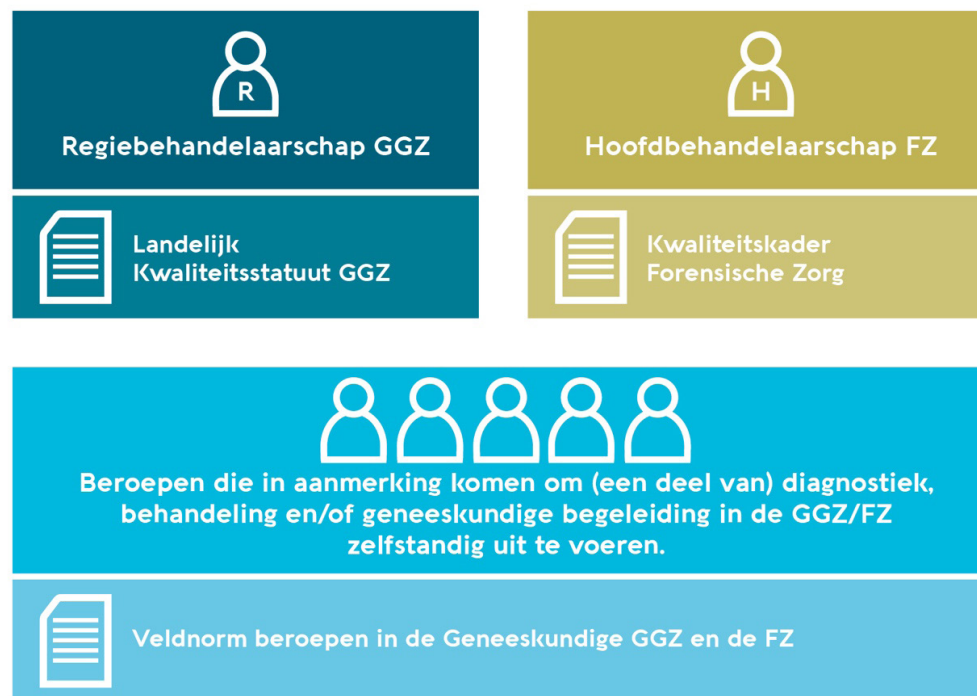 R
Regiebehandelaarschap GGZ
Landelijk
Kwaliteitsstatuut GGZ
H
Hoofdbehandelaarschap FZ
Kwaliteitskader
Forensische Zorg
Beroepen die in aanmerking komen om (een deel van) diagnostiek,
behandeling en/of geneeskundige begeleiding in de GGZ/FZ
zelfstandig uit te voeren.
Veldnorm beroepen in de Geneeskundige GGZ en de FZ